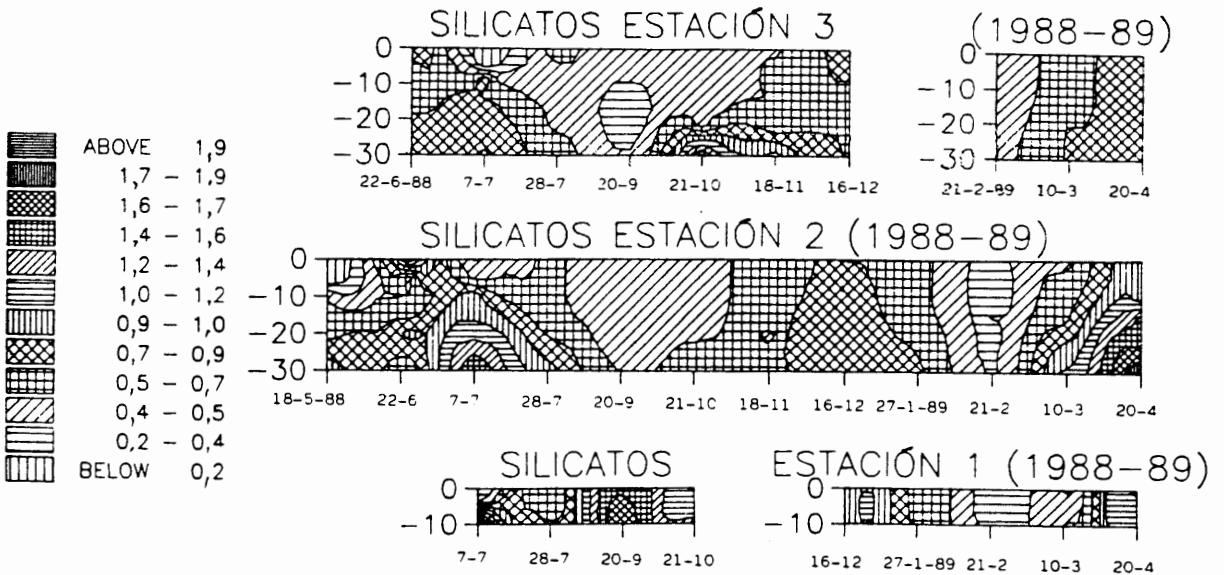 SILICATOS ESTACIÓN 3 (1988-89)
0
-10
-20
-30
22-6-88 7-7 28-7 20-9 21-10 18-11 16-12
0
-10
-20
-30
21-2-89 10-3 20-4
ABOVE 1,9
1,7 - 1,9
1,6 - 1,7
1,4 - 1,6
1,2 - 1,4
1,0 - 1,2
0,9 - 1,0
0,7 - 0,9
0,5 - 0,7
0,4 - 0,5
0,2 - 0,4
BELOW 0,2
SILICATOS ESTACIÓN 2 (1988-89)
0
-10
-20
-30
18-5-88 22-6 7-7 28-7 20-9 21-10 18-11 16-12 27-1-89 21-2 10-3 20-4
SILICATOS ESTACIÓN 1 (1988-89)
0
-10
7-7 28-7 20-9 21-10
0
-10
16-12 27-1-89 21-2 10-3 20-4